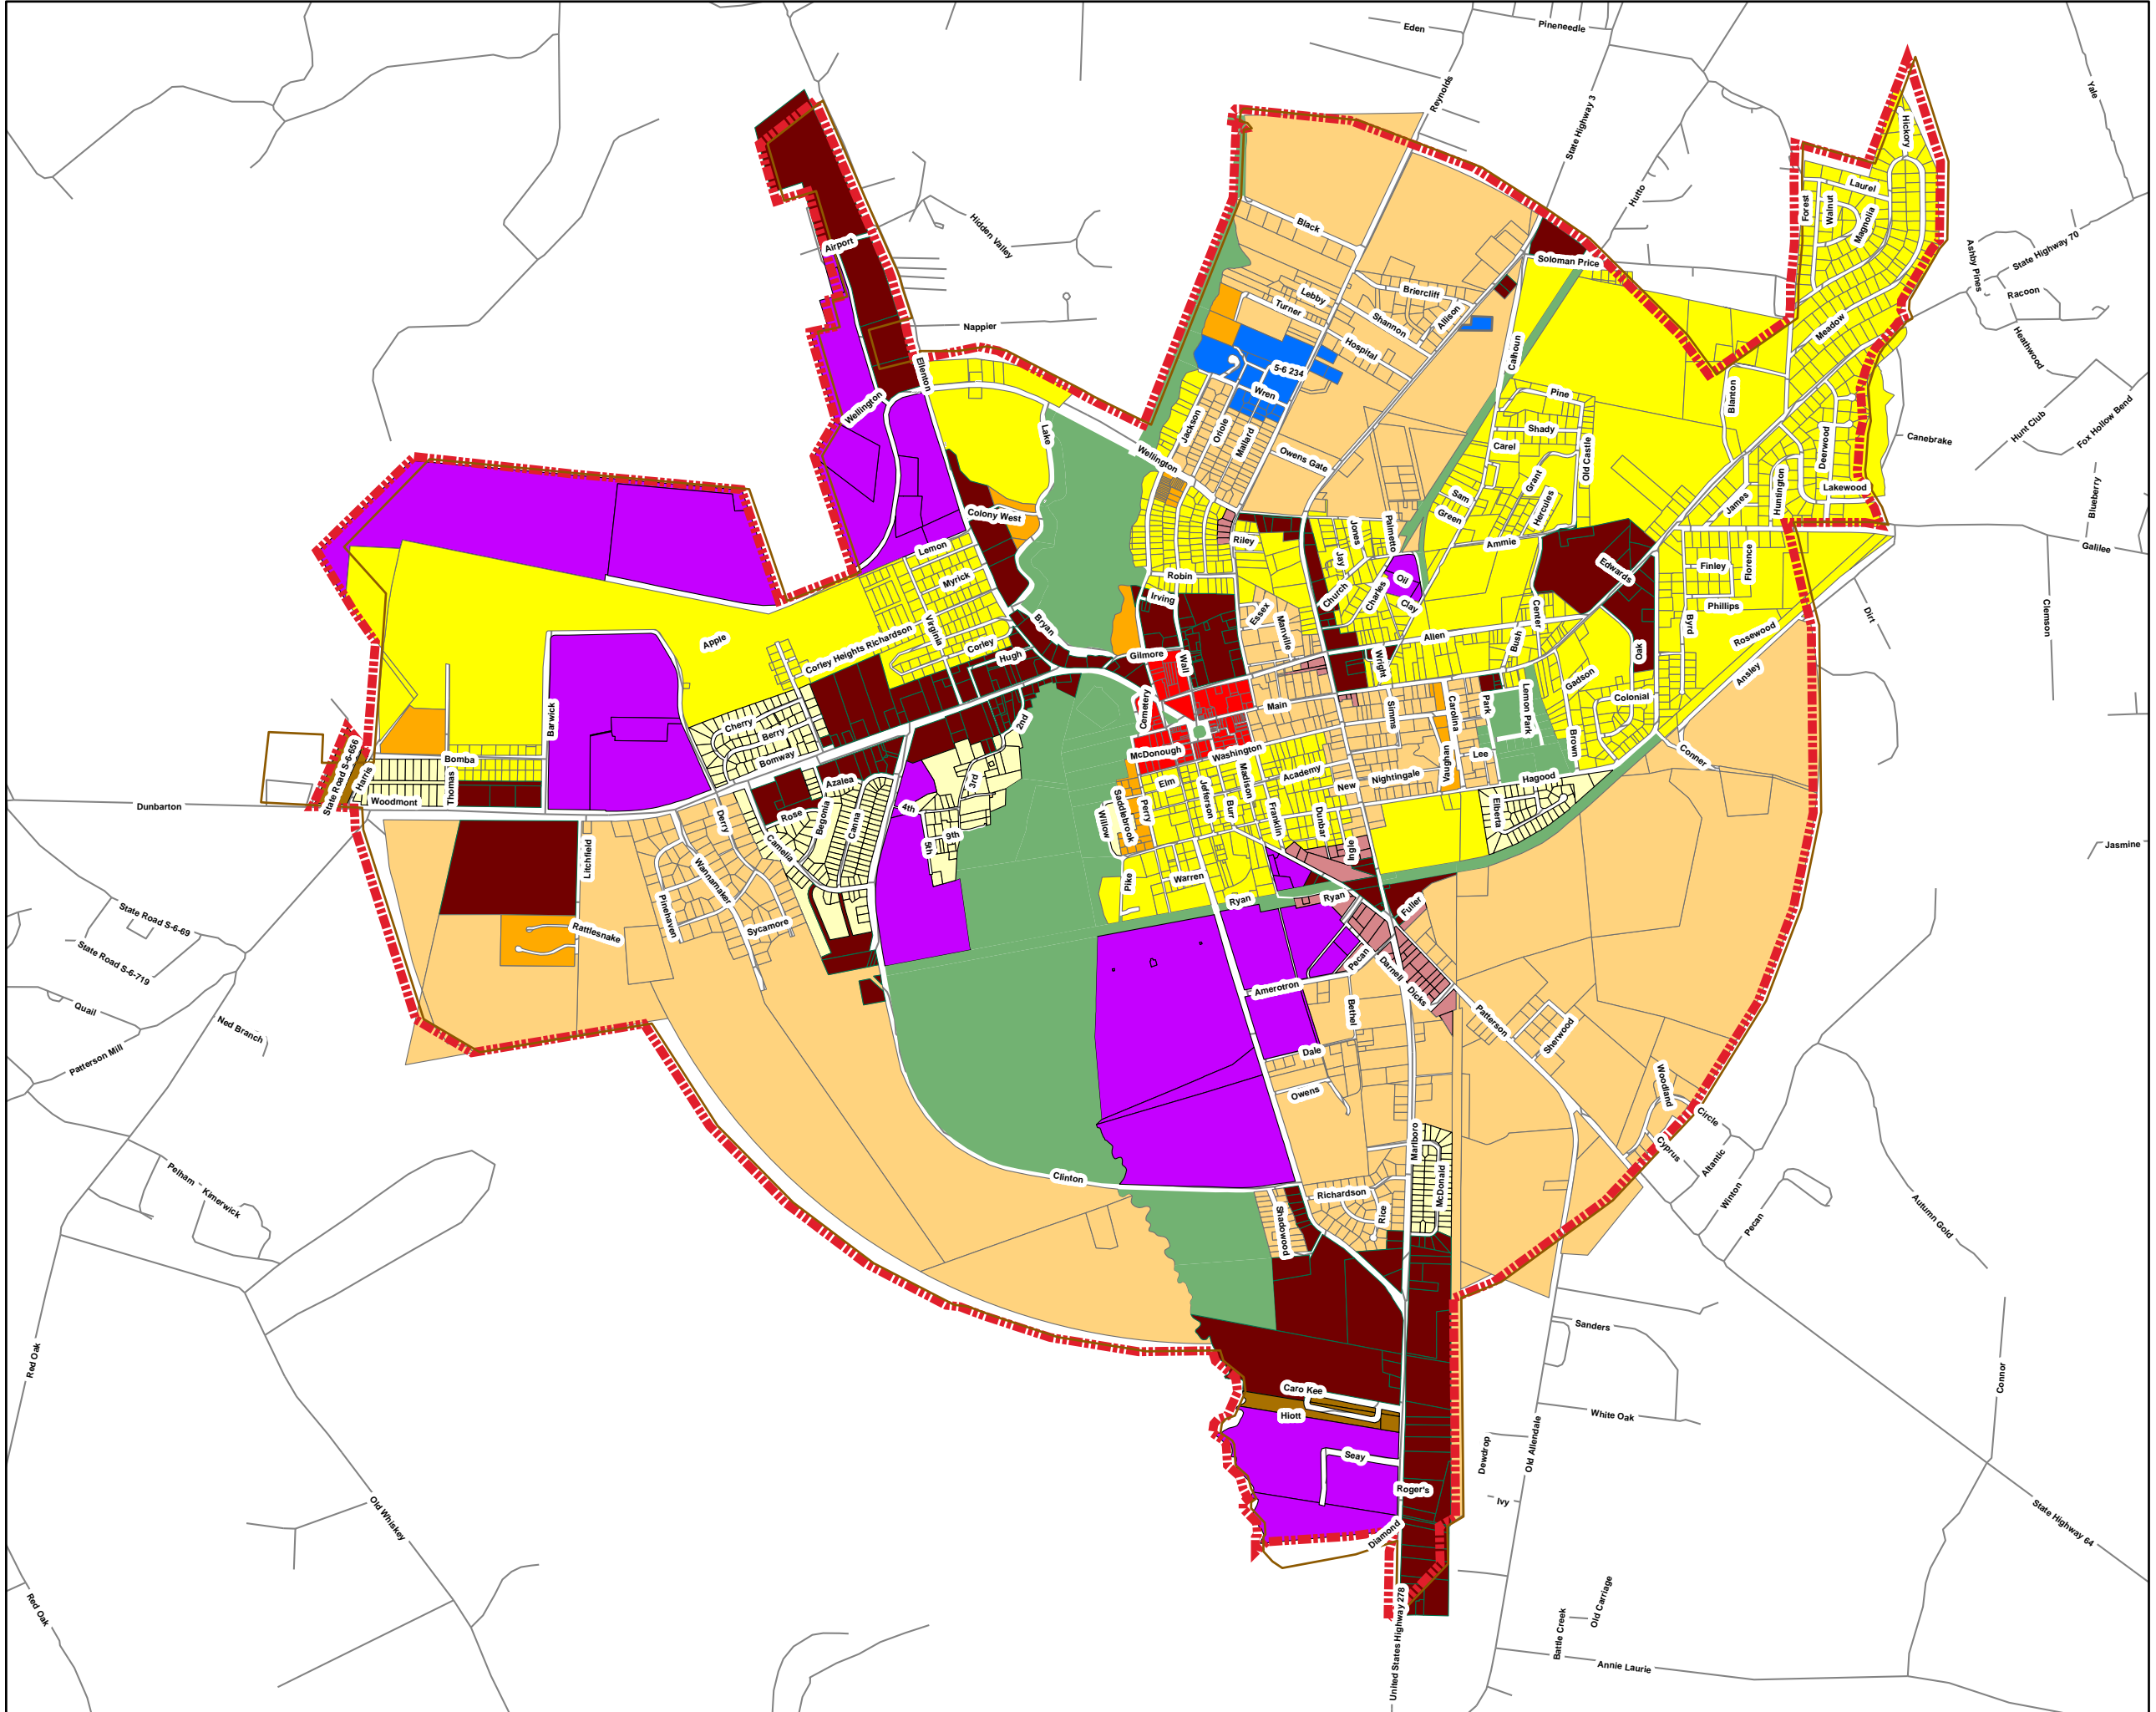 Eden
Pineneedle
Reynolds
State Highway 3
Yale
Hickory
Hutto
Laurel
Forest
Walnut
Magnolia
Black
Airport
Hidden Valley
Soloman Price
Ashby Pines
State Highway 70
Racoon
Heathwood
Lebby
Briercliff
Turner
Shannon
Allison
Hospital
Nappier
Meadow
Calhoun
Ellenton
5-6 234
Wren
Pine
Blanton
Wellington
Lake
Jackson
Oriole
Mallard
Shady
Carel
Old Castle
Deerwood
Canebrake
Hunt Club
Fox Hollow Bend
Wellington
Owens Gate
Grant
Hercules
Sam
Green
James
Huntington
Lakewood
Blueberry
Colony West
Jones
Palmetto
Riley
Ammie
Galilee
Lemon
Myrick
Robin
Jay
Oil
Edwards
Finley
Florence
Irving
Church
Charles
Clay
Phillips
Dirt
Clemson
Virginia
Bryan
Essex
Manville
Center
Byrd
Rosewood
Apple
Corley Heights
Richardson
Corley
Hugh
Gilmore
Wall
Allen
Wright
Bush
Oak
Ansley
Gadson
Colonial
Cherry
Berry
Bomway
2nd
Cemetery
Main
Simms
Carolina
Park
Lemon Park
Brown
Conner
Barwick
State Road S-6-656
Harris
Bomba
Thomas
Woodmont
Dunbarton
McDonough
Washington
Madison
Academy
Vaughan
Lee
Nightingale
New
Hagood
Elberta
Azalea
3rd
4th
Rose
Begonia
Canna
Camelia
Derry
5th
9th
Elm
Jefferson
Burr
Franklin
Dunbar
Saddlebrook
Perry
Willow
Ingle
Jasmine
Litchfield
Wannamaker
Pinehaven
Sycamore
Rattlesnake
Pike
Warren
Ryan
Ryan
Fuller
State Road S-6-69
State Road S-6-719
Quail
Ned Branch
Patterson Mill
Pecan
Darnell
Dicks
Amerotron
Bethel
Patterson
Sherwood
Dale
Owens
Woodland
Circle
Cyprus
Altantic
Marlboro
McDonald
Clinton
Richardson
Rice
Shadowood
Pelham
Kimerwick
Winton
Pecan
Autumn Gold
Red Oak
Sanders
Connor
Caro Kee
Hiott
White Oak
Seay
Dewdrop
Old Allendale
Roger's
Ivy
Diamond
Old Whiskey
State Highway 64
Red Oak
United States Highway 278
Battle Creek
Old Carriage
Annie Laurie